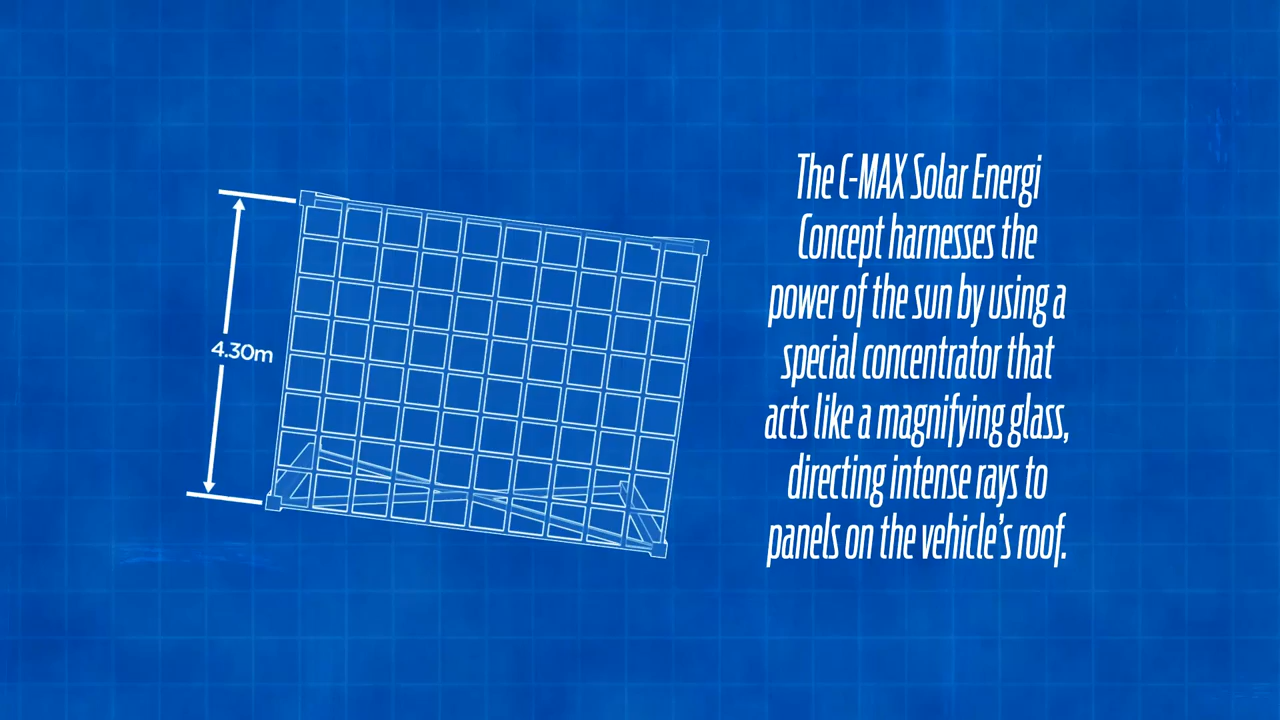 4.30m
The C-MAX Solar Energi
Concept harnesses the
power of the sun by using a
special concentrator that
acts like a magnifying glass,
directing intense rays to
panels on the vehicle's roof.